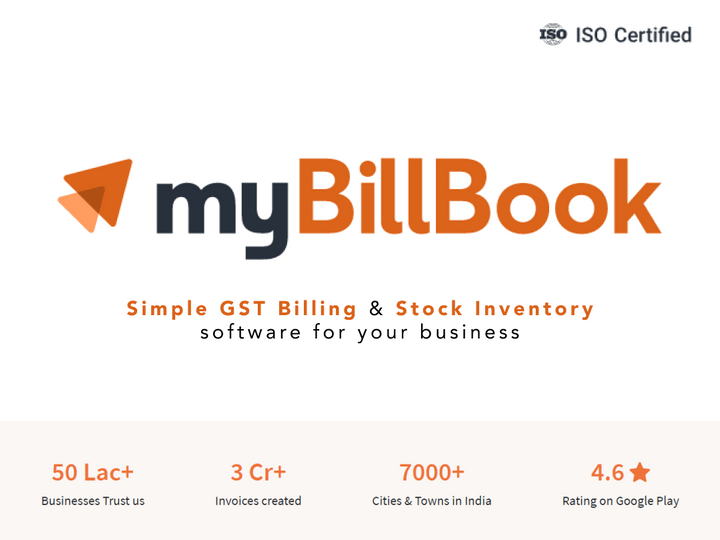 ISO ISO Certified
myBillBook
Simple GST Billing & Stock Inventory
software for your business
50 Lac+ 3 Cr+ 7000+ 4.6
Businesses Trust us Invoices created Cities & Towns in India Rating on Google Play